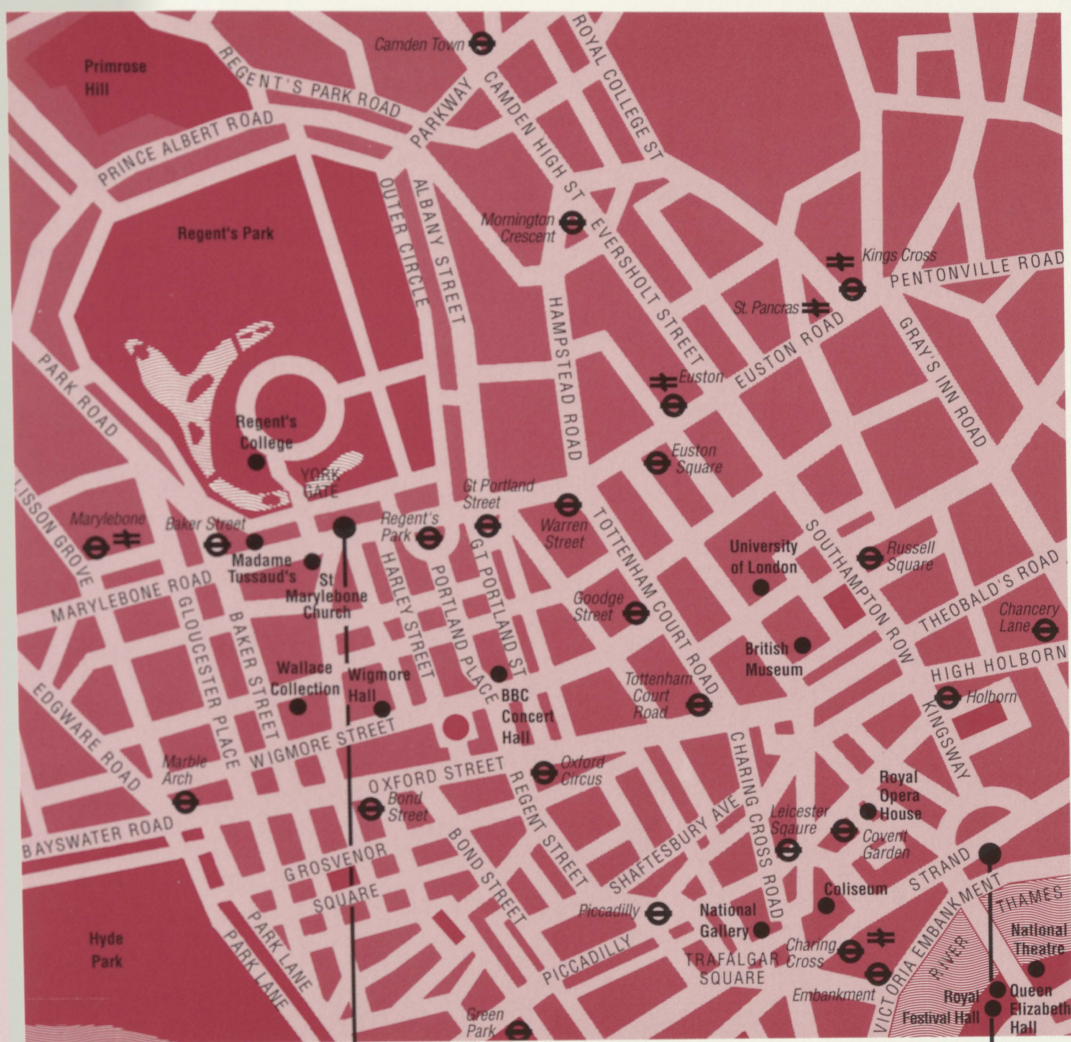 Camden Town
ROYAL COLLEGE ST
Primrose
Hill
REGENT'S PARK ROAD
PARKWAY
CAMDEN HIGH ST
PRINCE ALBERT ROAD
OUTER CIRCLE
ALBANY STREET
Regent's Park
Mornington
Crescent
EVERSHOLT STREET
Kings Cross
PENTONVILLE ROAD
St. Pancras
EUSTON ROAD
HAMPSTEAD ROAD
GRAY'S INN ROAD
PARK ROAD
Euston
Regent's
College
Euston
Square
YORK
GATE
LISSON GROVE
Marylebone
Baker Street
Regent's
Park
Gt Portland
Street
Warren
Street
TOTTENHAM COURT ROAD
SOUTHAMPTON ROW
Russell
Square
University
of London
Madame
Tussaud's
St
Marylebone
Church
MARYLEBONE ROAD
HARLEY STREET
PORTLAND PLACE
GT PORTLAND ST
Goodge
Street
THEOBALD'S ROAD
Chancery
Lane
GLOUCESTER PLACE
BAKER STREET
British
Museum
HIGH HOLBORN
Wallace
Collection
Wigmore
Hall
BBC
Concert
Hall
Tottenham
Court
Road
Holborn
KINGSWAY
EDGWARE ROAD
WIGMORE STREET
Marble
Arch
OXFORD STREET
Oxford
Circus
CHARING CROSS ROAD
Royal
Opera
House
Bond
Street
REGENT STREET
Leicester
Sqaure
Covent
Garden
BAYSWATER ROAD
GROSVENOR
SQUARE
BOND STREET
SHAFTESBURY AVE
STRAND
Coliseum
Piccadilly
National
Gallery
VICTORIA EMBANKMENT
RIVER
THAMES
PARK LANE
PARK LANE
Hyde
Park
PICCADILLY
TRAFALGAR
SQUARE
Charing
Cross
National
Theatre
Embankment
Royal
Festival Hall
Queen
Elizabeth
Hall
Green
Park